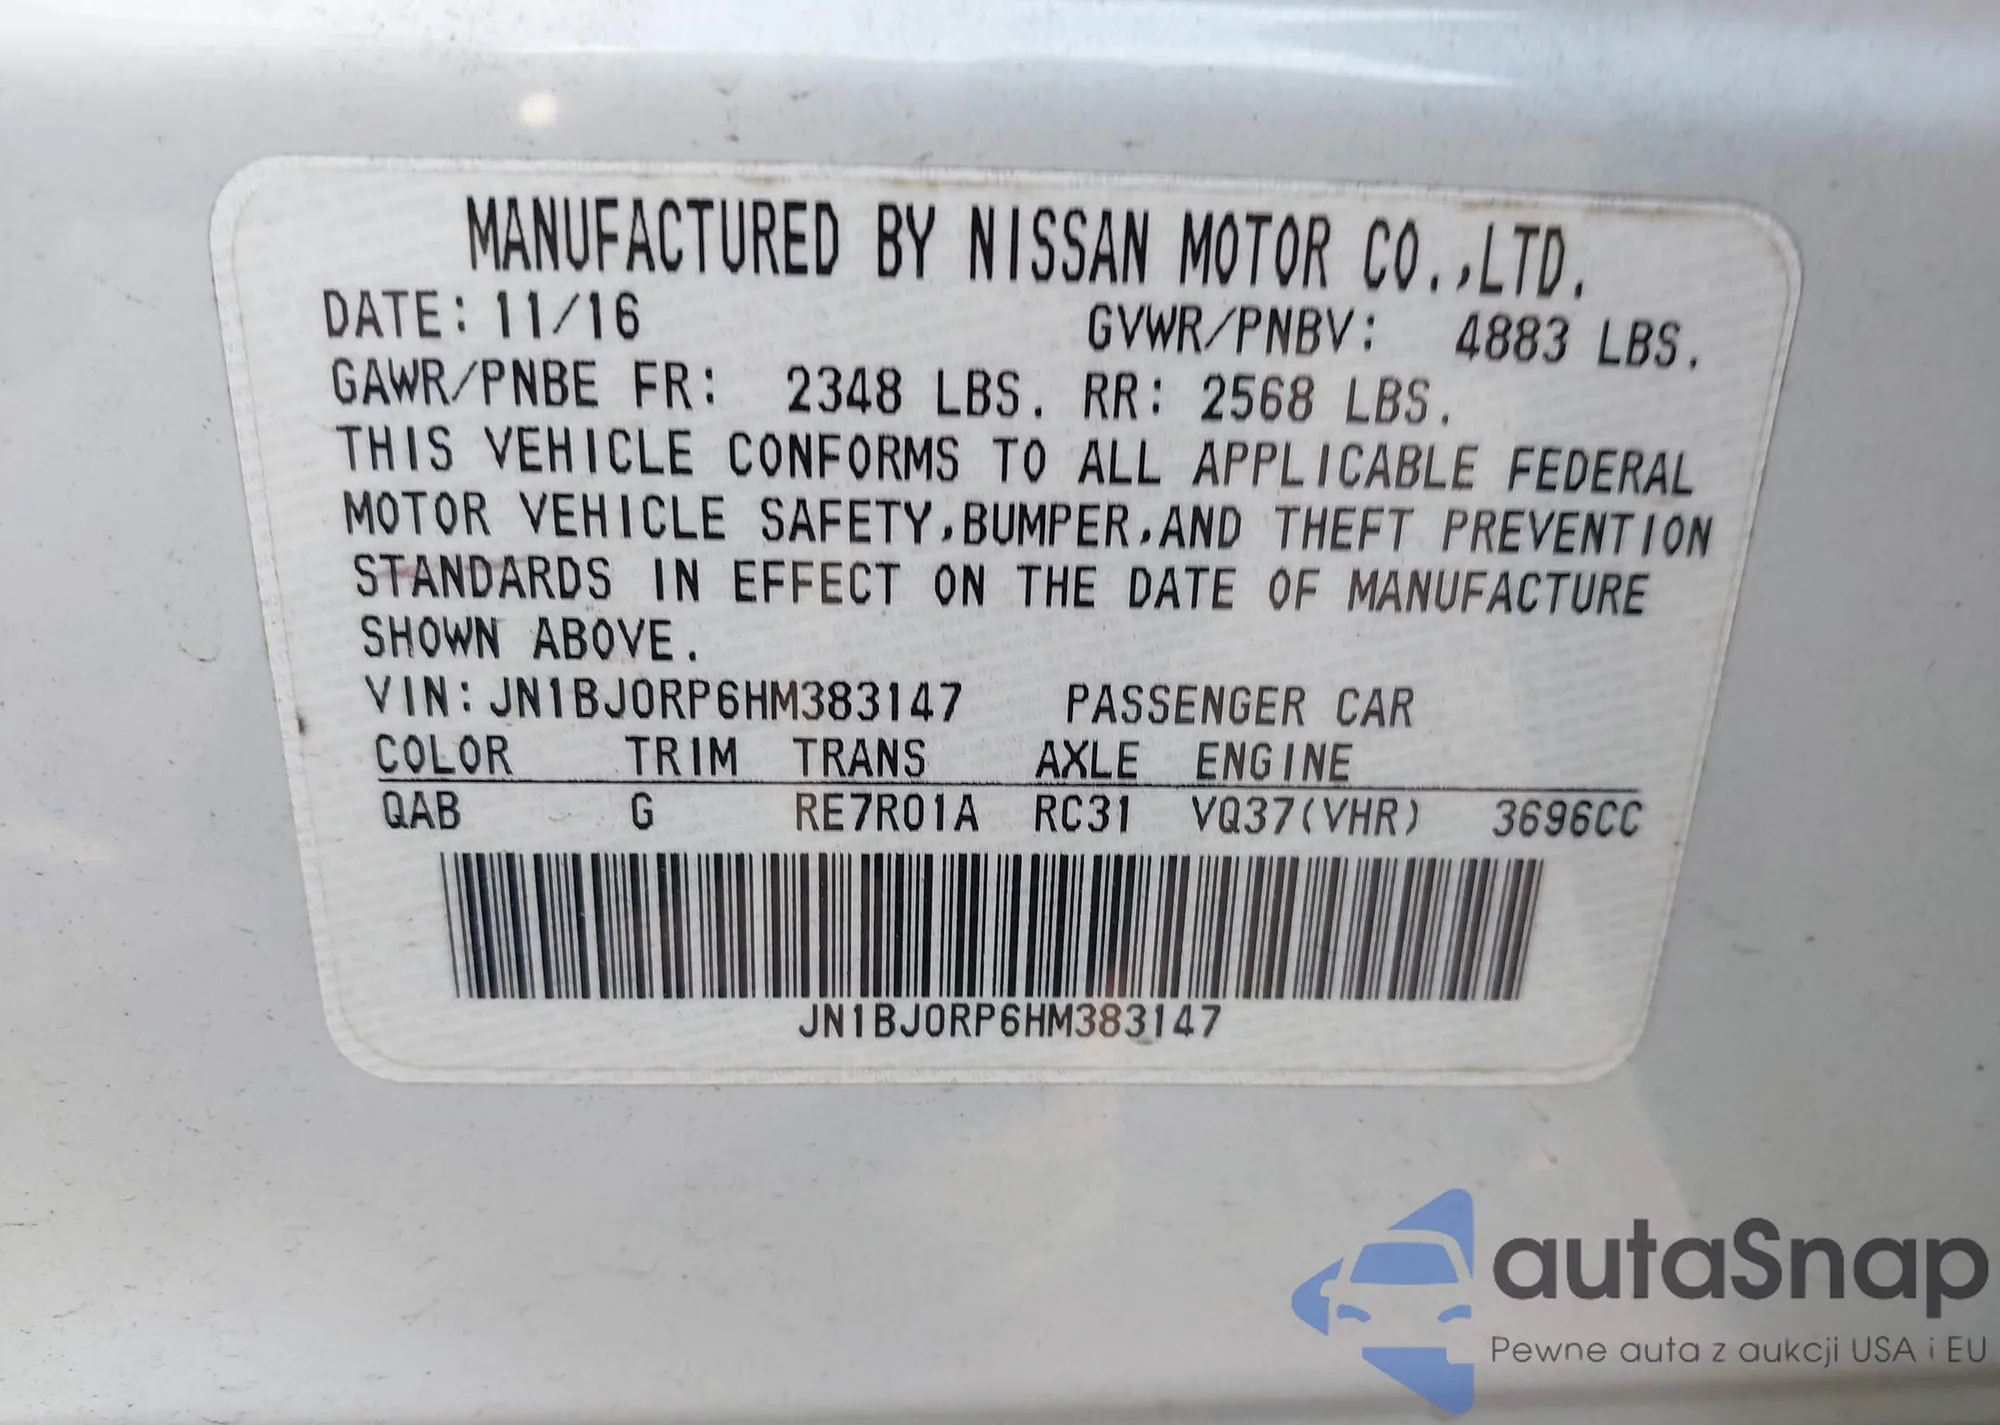 MANUFACTURED BY NISSAN MOTOR CO.,LTD.
DATE: 11/16 GVWR/PNBV: 4883 LBS.
GAWR/PNBE FR: 2348 LBS. RR: 2568 LBS.
THIS VEHICLE CONFORMS TO ALL APPLICABLE FEDERAL
MOTOR VEHICLE SAFETY,BUMPER,AND THEFT PREVENTION
STANDARDS IN EFFECT ON THE DATE OF MANUFACTURE
SHOWN ABOVE.
VIN: JN1BJ0RP6HM383147 PASSENGER CAR
COLOR TRIM TRANS AXLE ENGINE
QAB G RE7R01A RC31 VQ37(VHR) 3696CC
JN1BJ0RP6HM383147
autaSnap
Pewne auta z aukcji USA i EU